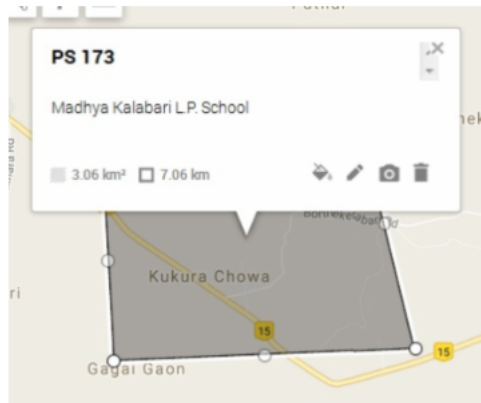 PS 173
Madhya Kalabari L.P. School
3.06 km² 7.06 km
Kukura Chowa
15
15
Gagai Gaon